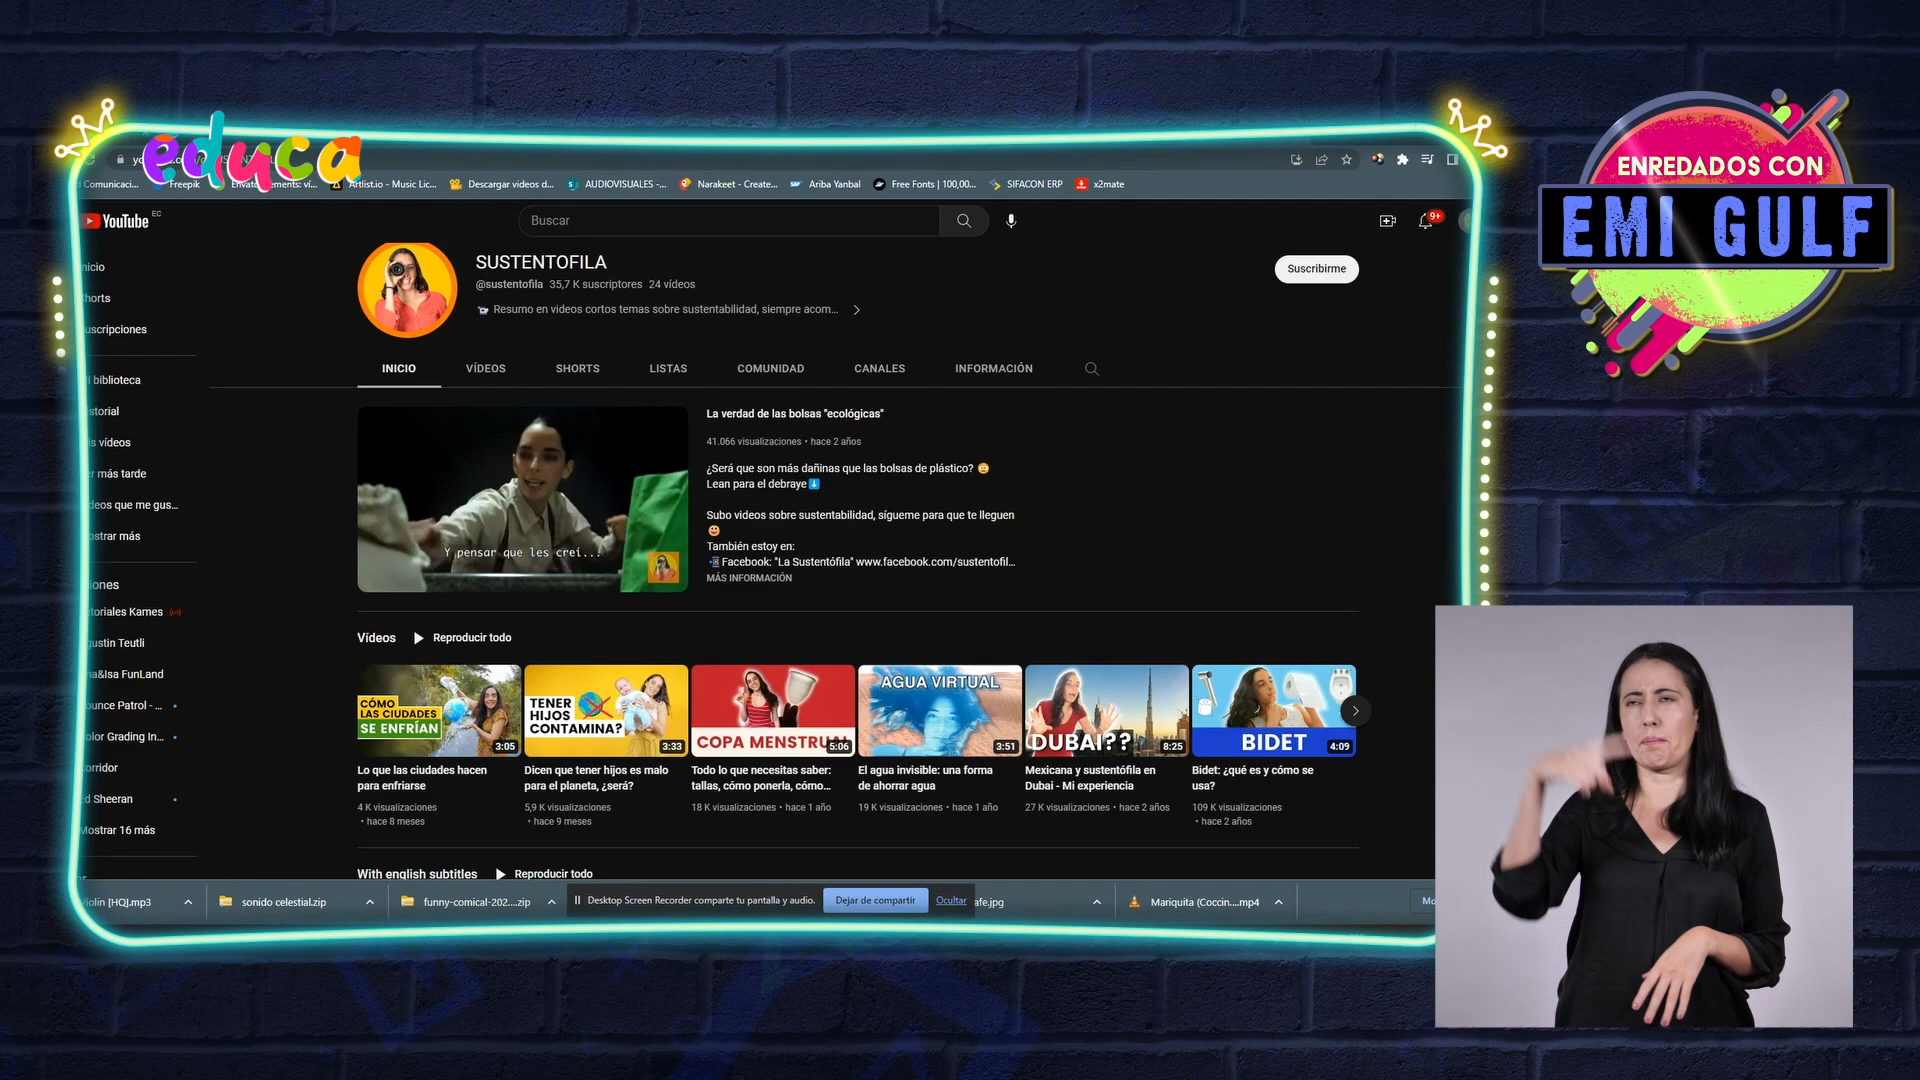 educa
ENREDADOS CON
EMI GULF
Freepik
Artlist.io - Music Lic...
Descargar videos d...
AUDIOVISUALES -...
Narakeet - Create...
Ariba Yanbal
Free Fonts | 100,00...
SIFACON ERP
x2mate
YouTube EC
Buscar
9+
SUSTENTOFILA
@sustentofila 35,7 K suscriptores 24 vídeos
Resumo en videos cortos temas sobre sustentabilidad, siempre acom...
Suscribirme
INICIO
VÍDEOS
SHORTS
LISTAS
COMUNIDAD
CANALES
INFORMACIÓN
nicio
horts
uscripciones
i biblioteca
storial
s vídeos
r más tarde
deos que me gus...
ostrar más
iones
toriales Kames
gustin Teutli
na&Isa FunLand
ounce Patrol - ...
olor Grading In...
orridor
d Sheeran
Mostrar 16 más
Y pensar que les creí...
La verdad de las bolsas "ecológicas"
41.066 visualizaciones • hace 2 años
¿Será que son más dañinas que las bolsas de plástico?
Lean para el debraye
Subo videos sobre sustentabilidad, sígueme para que te lleguen
También estoy en:
Facebook: "La Sustentófila" www.facebook.com/sustentofil...
MÁS INFORMACIÓN
Vídeos
Reproducir todo
CÓMO
LAS CIUDADES
SE ENFRÍAN
3:05
TENER
HIJOS
CONTAMINA?
3:33
COPA MENSTRUAL
5:06
AGUA VIRTUAL
3:51
DUBAI??
8:25
BIDET
4:09
Lo que las ciudades hacen
para enfriarse
4 K visualizaciones
• hace 8 meses
Dicen que tener hijos es malo
para el planeta, ¿será?
5,9 K visualizaciones
• hace 9 meses
Todo lo que necesitas saber:
tallas, cómo ponerla, cómo...
18 K visualizaciones • hace 1 año
El agua invisible: una forma
de ahorrar agua
19 K visualizaciones • hace 1 año
Mexicana y sustentófila en
Dubai - Mi experiencia
27 K visualizaciones • hace 2 años
Bidet: ¿qué es y cómo se
usa?
109 K visualizaciones
• hace 2 años
With english subtitles
Reproducir todo
iolin [HQ].mp3
sonido celestial.zip
funny-comical-202....zip
Desktop Screen Recorder comparte tu pantalla y audio.
Dejar de compartir
Ocultar
afe.jpg
Mariquita (Coccin....mp4
Mo